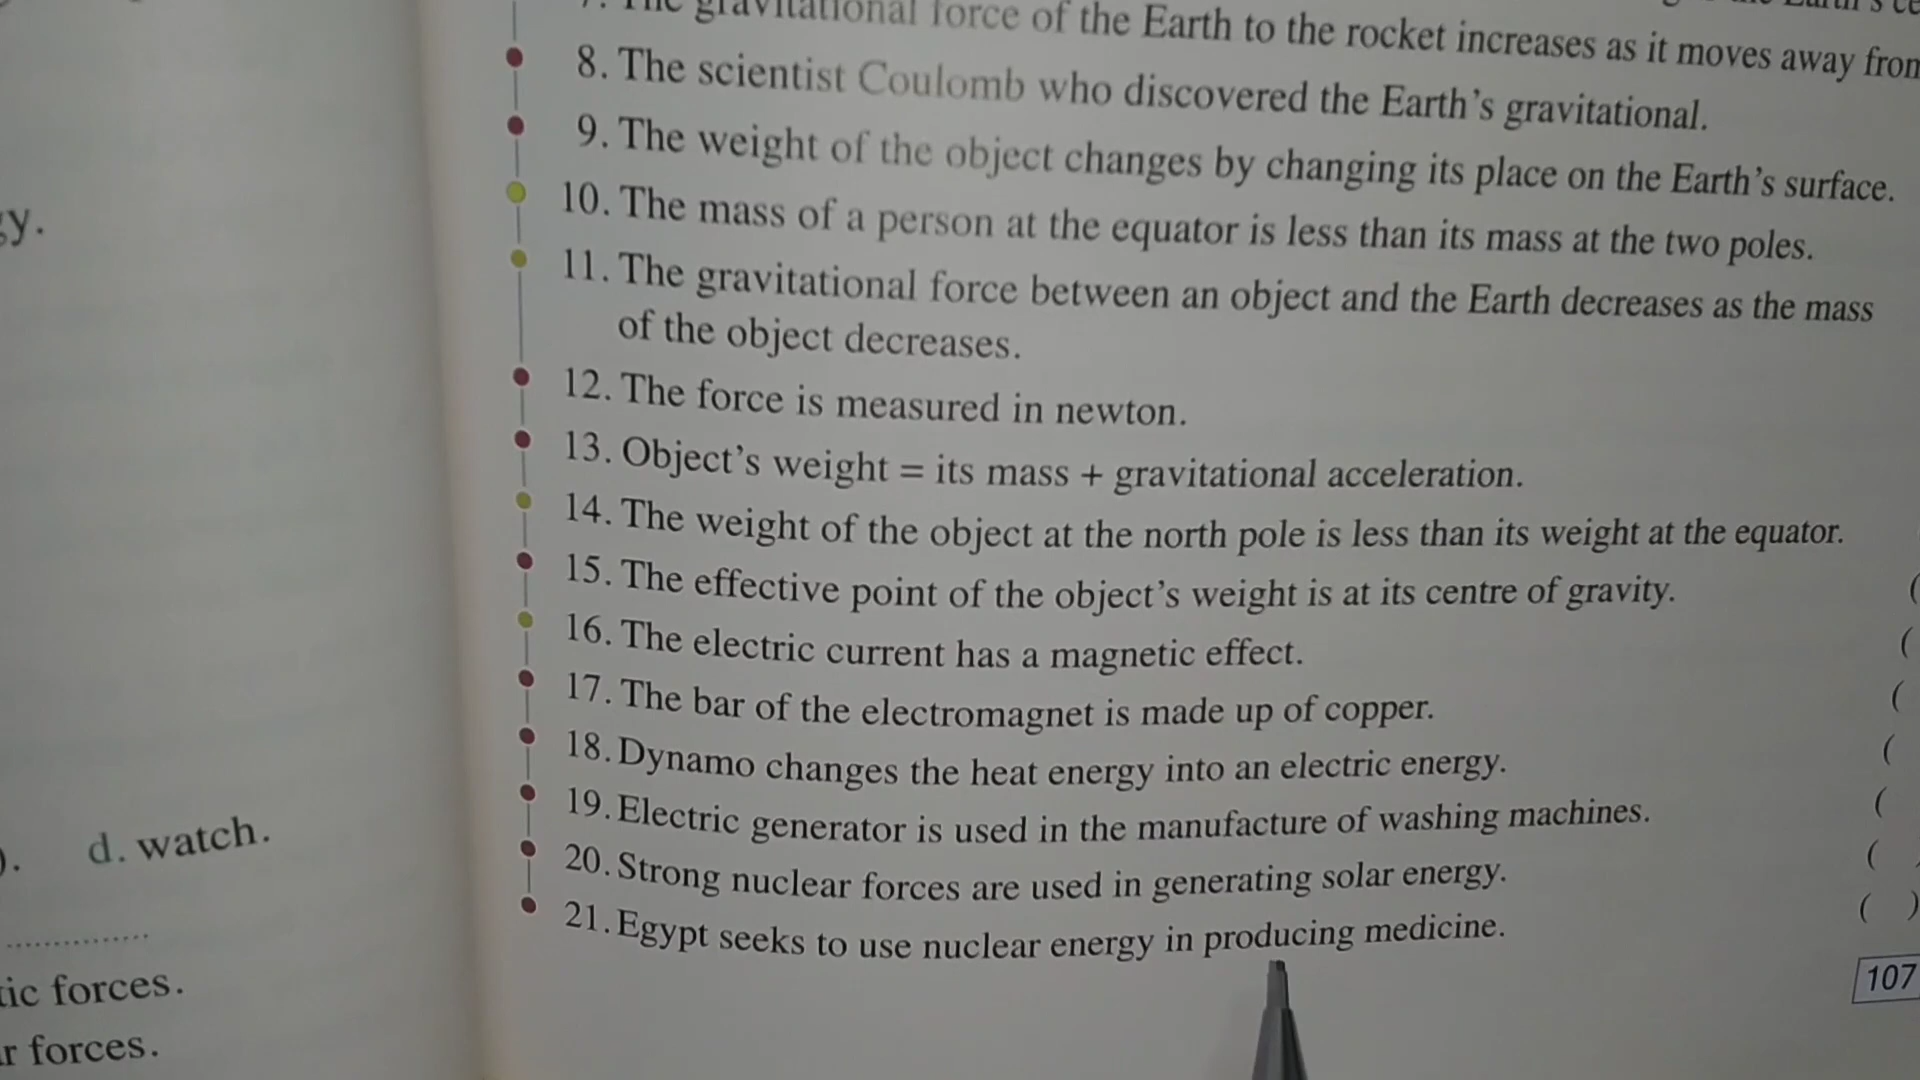 gravitational force of the Earth to the rocket increases as it moves away from
8. The scientist Coulomb who discovered the Earth's gravitational.
9. The weight of the object changes by changing its place on the Earth's surface.
10. The mass of a person at the equator is less than its mass at the two poles.
11. The gravitational force between an object and the Earth decreases as the mass
of the object decreases.
12. The force is measured in newton.
13. Object's weight = its mass + gravitational acceleration.
14. The weight of the object at the north pole is less than its weight at the equator.
15. The effective point of the object's weight is at its centre of gravity. (
16. The electric current has a magnetic effect. (
17. The bar of the electromagnet is made up of copper. (
18. Dynamo changes the heat energy into an electric energy. (
19. Electric generator is used in the manufacture of washing machines. (
20. Strong nuclear forces are used in generating solar energy. (
21. Egypt seeks to use nuclear energy in producing medicine. ( )
107
d. watch.
..............
forces.
forces.